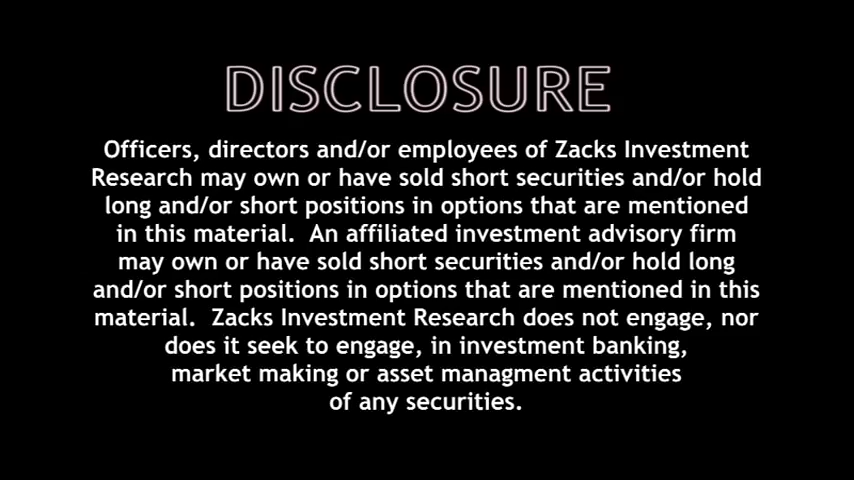 DISCLOSURE
Officers, directors and/or employees of Zacks Investment
Research may own or have sold short securities and/or hold
long and/or short positions in options that are mentioned
in this material.  An affiliated investment advisory firm
may own or have sold short securities and/or hold long
and/or short positions in options that are mentioned in this
material.  Zacks Investment Research does not engage, nor
does it seek to engage, in investment banking,
market making or asset managment activities
of any securities.